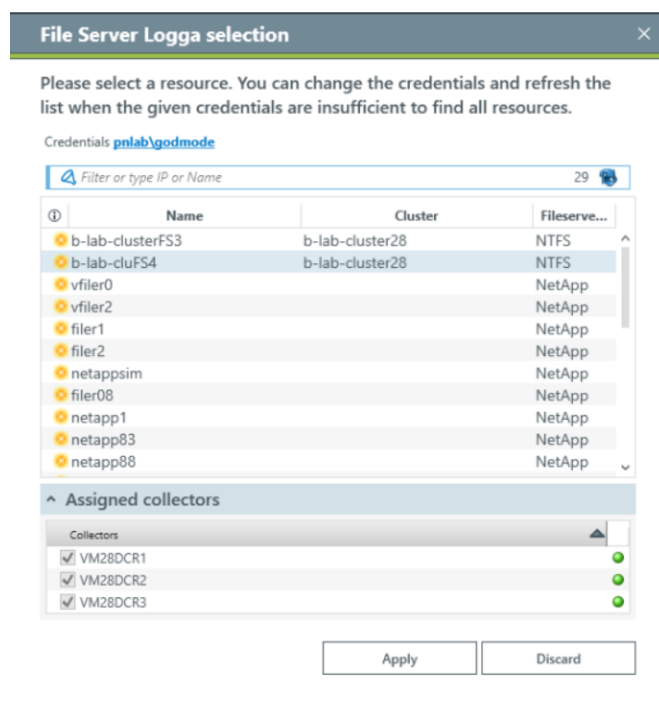 File Server Logga selection
Please select a resource. You can change the credentials and refresh the
list when the given credentials are insufficient to find all resources.
Credentials pnlab\godmode
Filter or type IP or Name 29
Name Cluster Fileserve...
b-lab-clusterFS3 b-lab-cluster28 NTFS
b-lab-cluFS4 b-lab-cluster28 NTFS
vfiler0 NetApp
vfiler2 NetApp
filer1 NetApp
filer2 NetApp
netappsim NetApp
filer08 NetApp
netapp1 NetApp
netapp83 NetApp
netapp88 NetApp
Assigned collectors
Collectors
VM28DCR1
VM28DCR2
VM28DCR3
Apply Discard